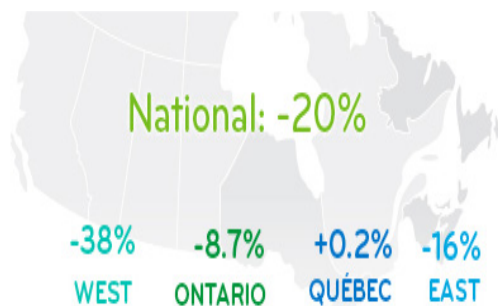 National: -20%
-38% -8.7% +0.2% -16%
WEST ONTARIO QUÉBEC EAST